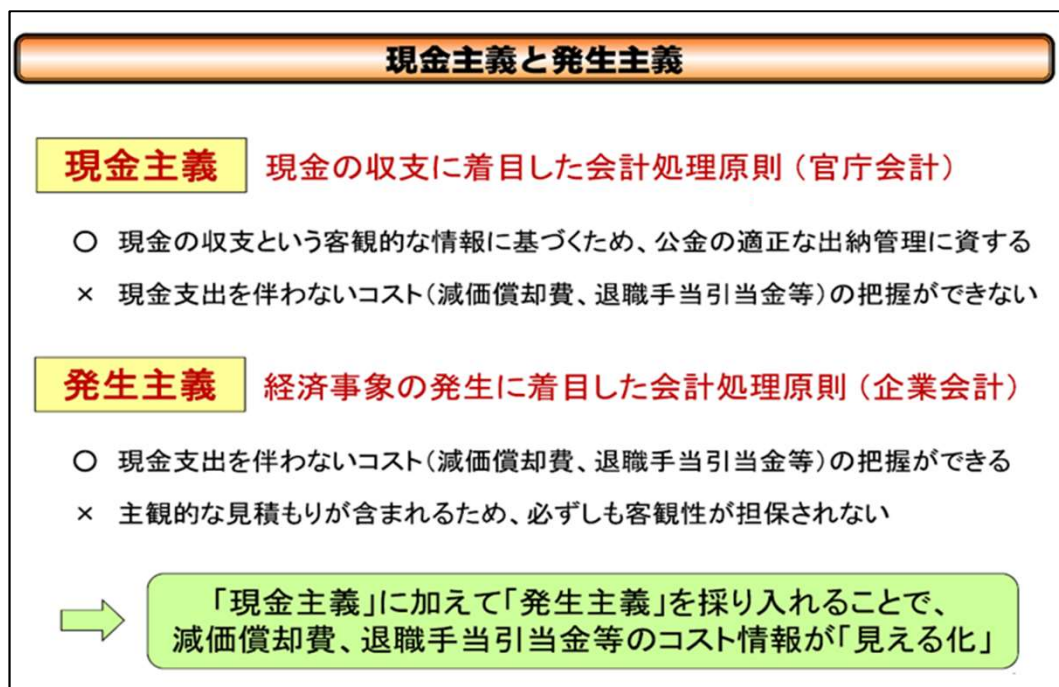 現金主義と発生主義
現金主義 現金の収支に着目した会計処理原則（官庁会計）
○ 現金の収支という客観的な情報に基づくため、公金の適正な出納管理に資する
× 現金支出を伴わないコスト（減価償却費、退職手当引当金等）の把握ができない
発生主義 経済事象の発生に着目した会計処理原則（企業会計）
○ 現金支出を伴わないコスト（減価償却費、退職手当引当金等）の把握ができる
× 主観的な見積もりが含まれるため、必ずしも客観性が担保されない
「現金主義」に加えて「発生主義」を採り入れることで、
減価償却費、退職手当引当金等のコスト情報が「見える化」